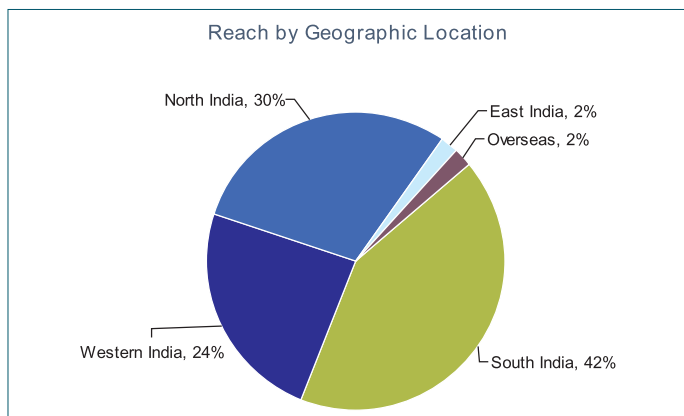 Reach by Geographic Location
North India, 30%
East India, 2%
Overseas, 2%
Western India, 24%
South India, 42%